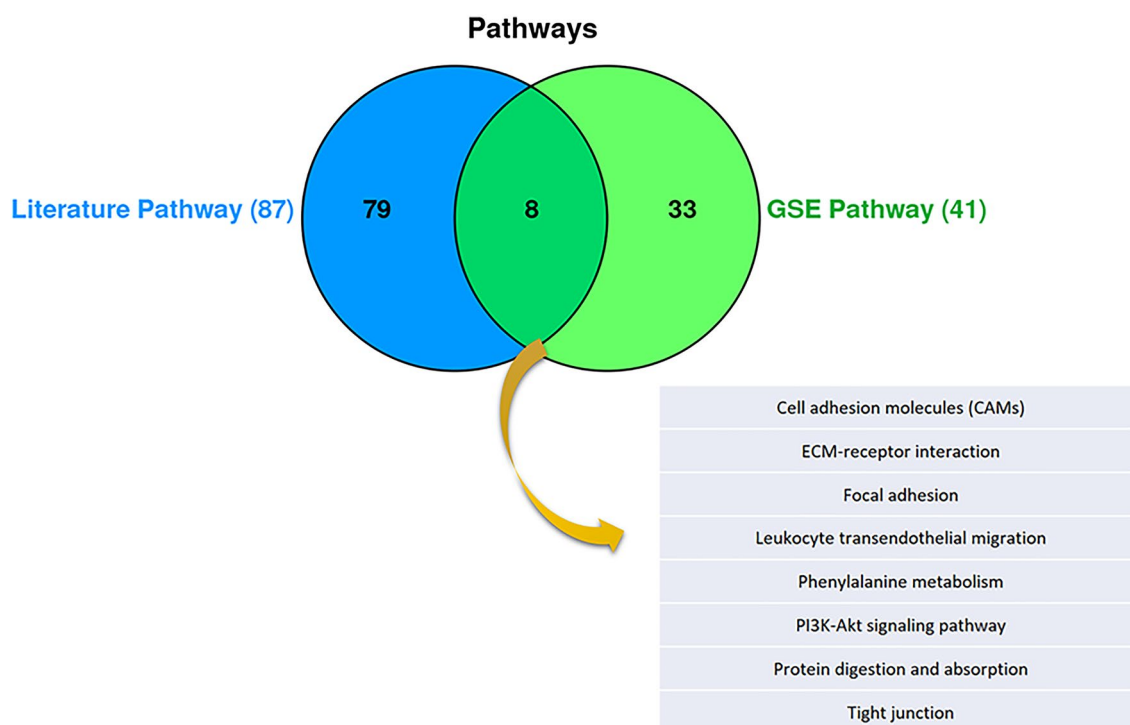 Pathways
Literature Pathway (87)
79
8
33
GSE Pathway (41)
Cell adhesion molecules (CAMs)
ECM-receptor interaction
Focal adhesion
Leukocyte transendothelial migration
Phenylalanine metabolism
PI3K-Akt signaling pathway
Protein digestion and absorption
Tight junction